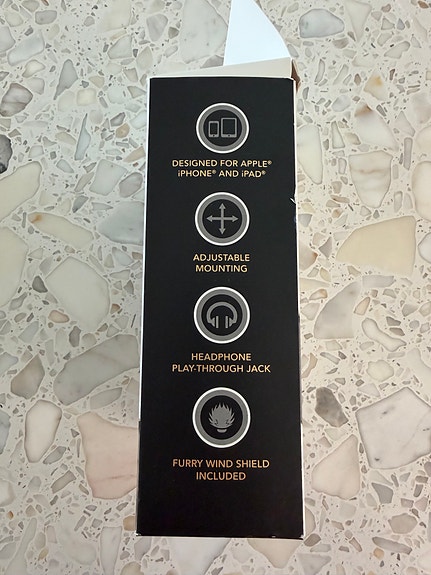 DESIGNED FOR APPLE®
iPHONE® AND iPAD®
ADJUSTABLE
MOUNTING
HEADPHONE
PLAY-THROUGH JACK
FURRY WIND SHIELD
INCLUDED